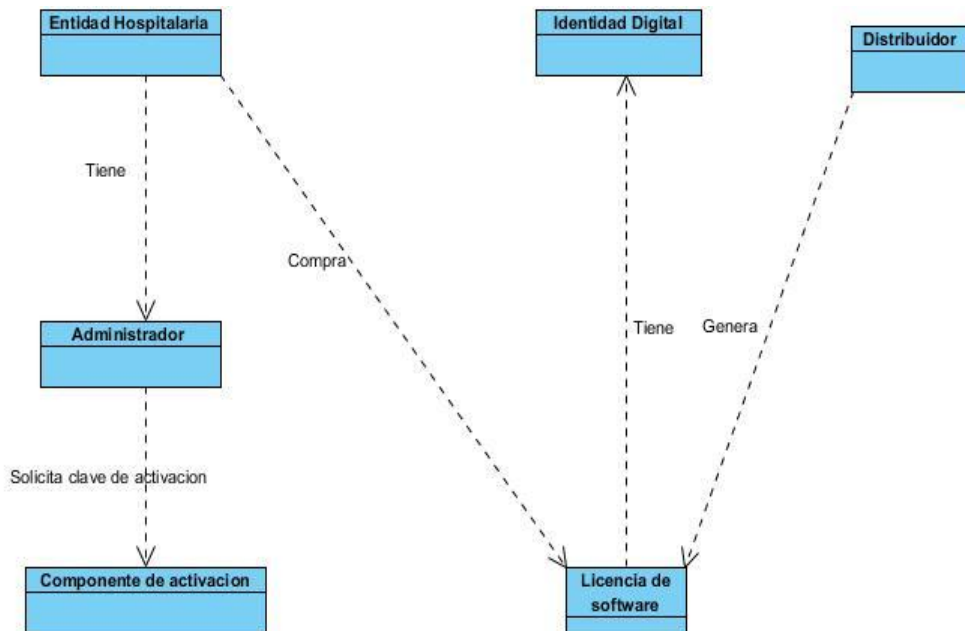 Entidad Hospitalaria
Identidad Digital
Distribuidor
Tiene
Compra
Tiene
Genera
Administrador
Solicita clave de activacion
Componente de activacion
Licencia de
software